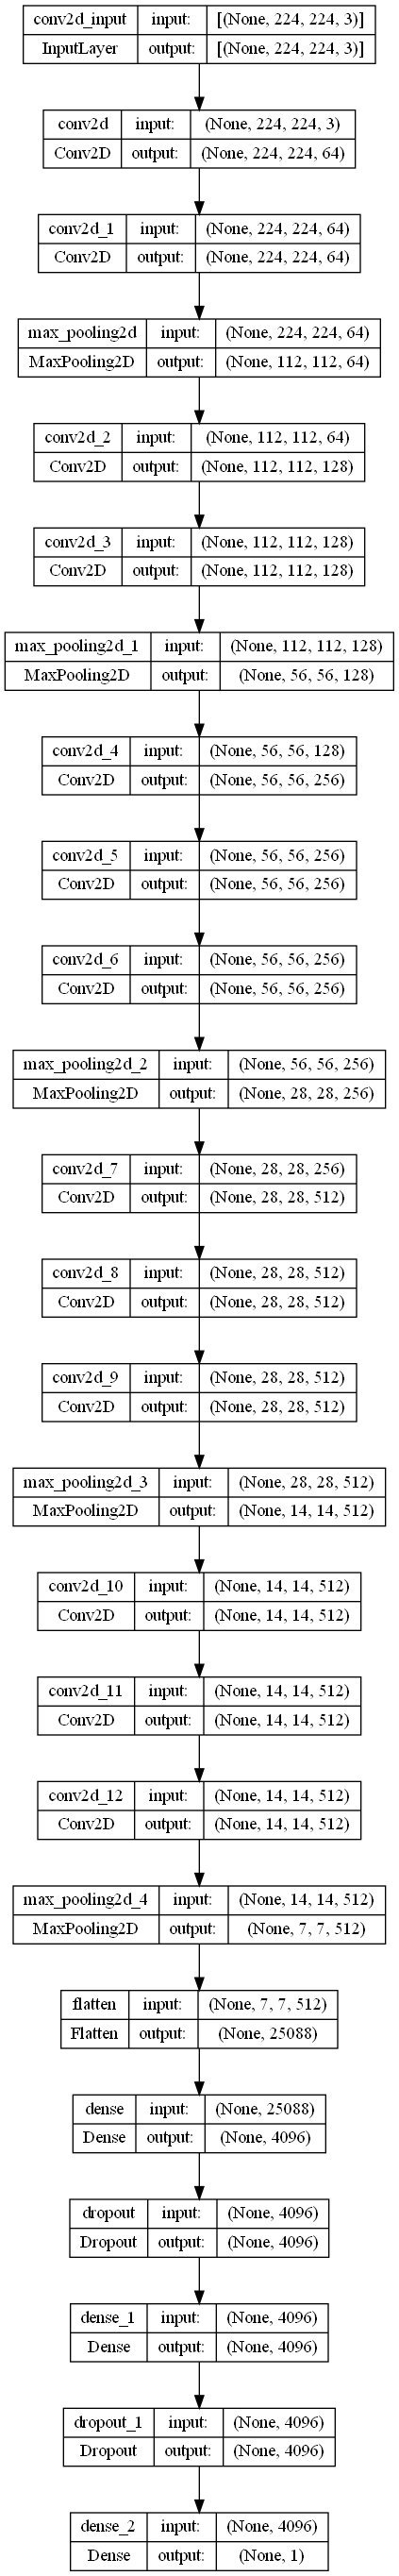 conv2d_input input: [(None, 224, 224, 3)]
InputLayer output: [(None, 224, 224, 3)]
conv2d input: (None, 224, 224, 3)
Conv2D output: (None, 224, 224, 64)
conv2d_1 input: (None, 224, 224, 64)
Conv2D output: (None, 224, 224, 64)
max_pooling2d input: (None, 224, 224, 64)
MaxPooling2D output: (None, 112, 112, 64)
conv2d_2 input: (None, 112, 112, 64)
Conv2D output: (None, 112, 112, 128)
conv2d_3 input: (None, 112, 112, 128)
Conv2D output: (None, 112, 112, 128)
max_pooling2d_1 input: (None, 112, 112, 128)
MaxPooling2D output: (None, 56, 56, 128)
conv2d_4 input: (None, 56, 56, 128)
Conv2D output: (None, 56, 56, 256)
conv2d_5 input: (None, 56, 56, 256)
Conv2D output: (None, 56, 56, 256)
conv2d_6 input: (None, 56, 56, 256)
Conv2D output: (None, 56, 56, 256)
max_pooling2d_2 input: (None, 56, 56, 256)
MaxPooling2D output: (None, 28, 28, 256)
conv2d_7 input: (None, 28, 28, 256)
Conv2D output: (None, 28, 28, 512)
conv2d_8 input: (None, 28, 28, 512)
Conv2D output: (None, 28, 28, 512)
conv2d_9 input: (None, 28, 28, 512)
Conv2D output: (None, 28, 28, 512)
max_pooling2d_3 input: (None, 28, 28, 512)
MaxPooling2D output: (None, 14, 14, 512)
conv2d_10 input: (None, 14, 14, 512)
Conv2D output: (None, 14, 14, 512)
conv2d_11 input: (None, 14, 14, 512)
Conv2D output: (None, 14, 14, 512)
conv2d_12 input: (None, 14, 14, 512)
Conv2D output: (None, 14, 14, 512)
max_pooling2d_4 input: (None, 14, 14, 512)
MaxPooling2D output: (None, 7, 7, 512)
flatten input: (None, 7, 7, 512)
Flatten output: (None, 25088)
dense input: (None, 25088)
Dense output: (None, 4096)
dropout input: (None, 4096)
Dropout output: (None, 4096)
dense_1 input: (None, 4096)
Dense output: (None, 4096)
dropout_1 input: (None, 4096)
Dropout output: (None, 4096)
dense_2 input: (None, 4096)
Dense output: (None, 1)